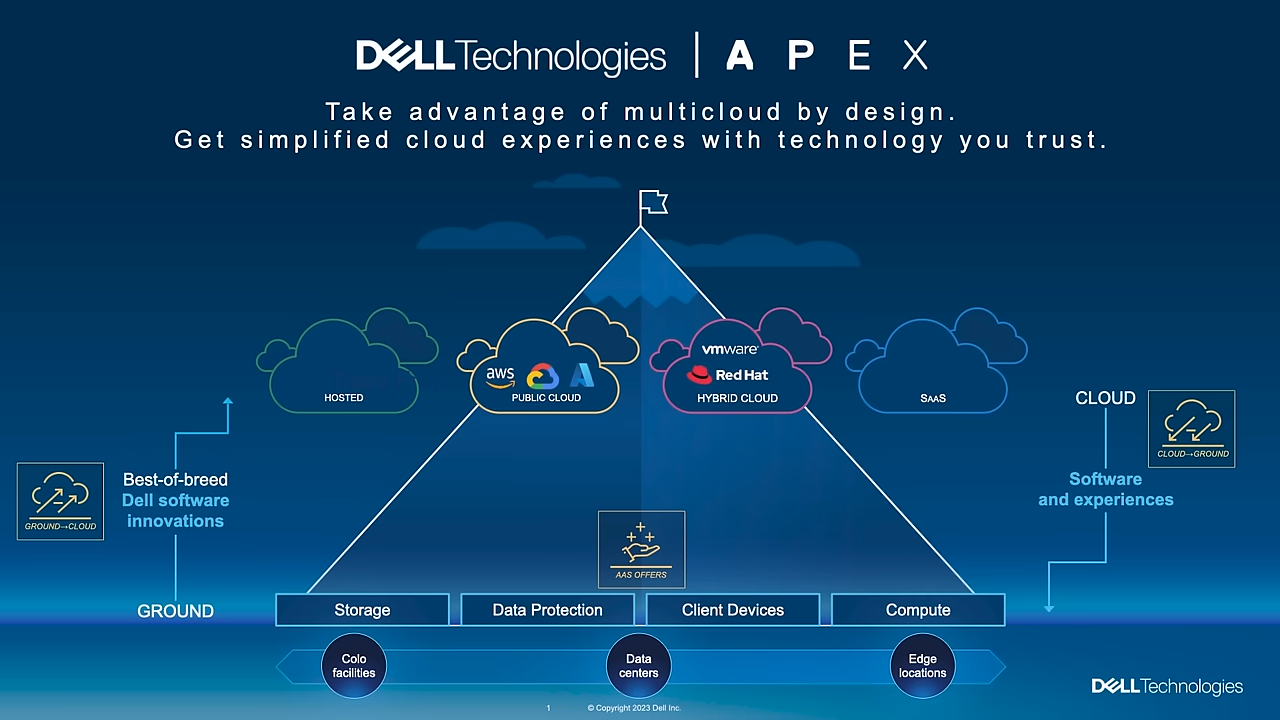 DELLTechnologies | APEX
Take advantage of multicloud by design.
Get simplified cloud experiences with technology you trust.
HOSTED
aws
PUBLIC CLOUD
vmware®
Red Hat
HYBRID CLOUD
SaaS
CLOUD
CLOUD→GROUND
Software
and experiences
Best-of-breed
Dell software
innovations
GROUND→CLOUD
GROUND
AAS OFFERS
Storage
Data Protection
Client Devices
Compute
Colo
facilities
Data
centers
Edge
locations
DELLTechnologies
1
© Copyright 2023 Dell Inc.